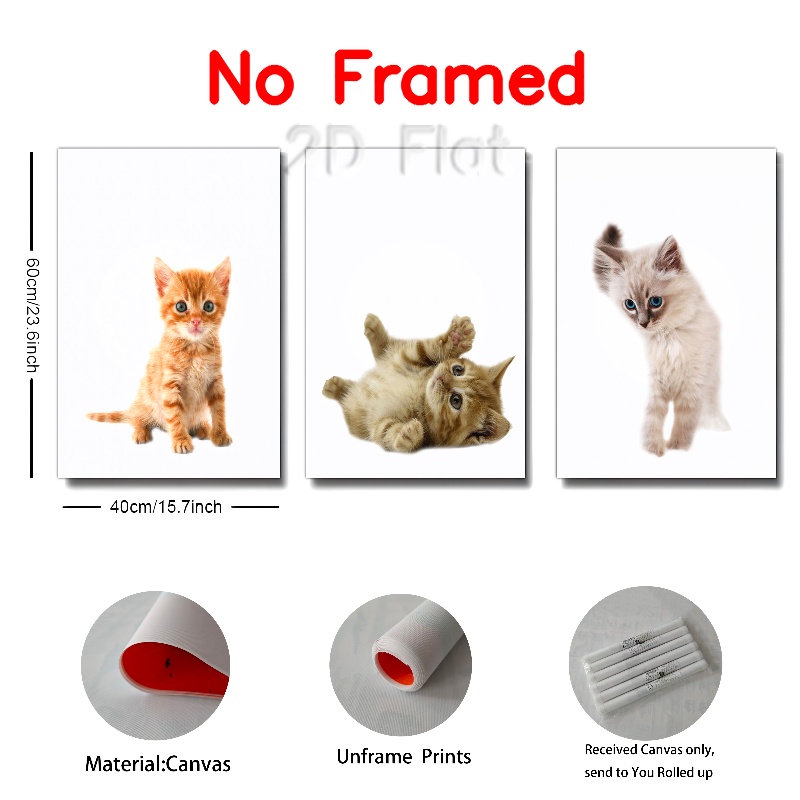 No Framed
2D Flat
60cm/23.6inch
40cm/15.7inch
Material:Canvas
Unframe Prints
Received Canvas only,
send to You Rolled up